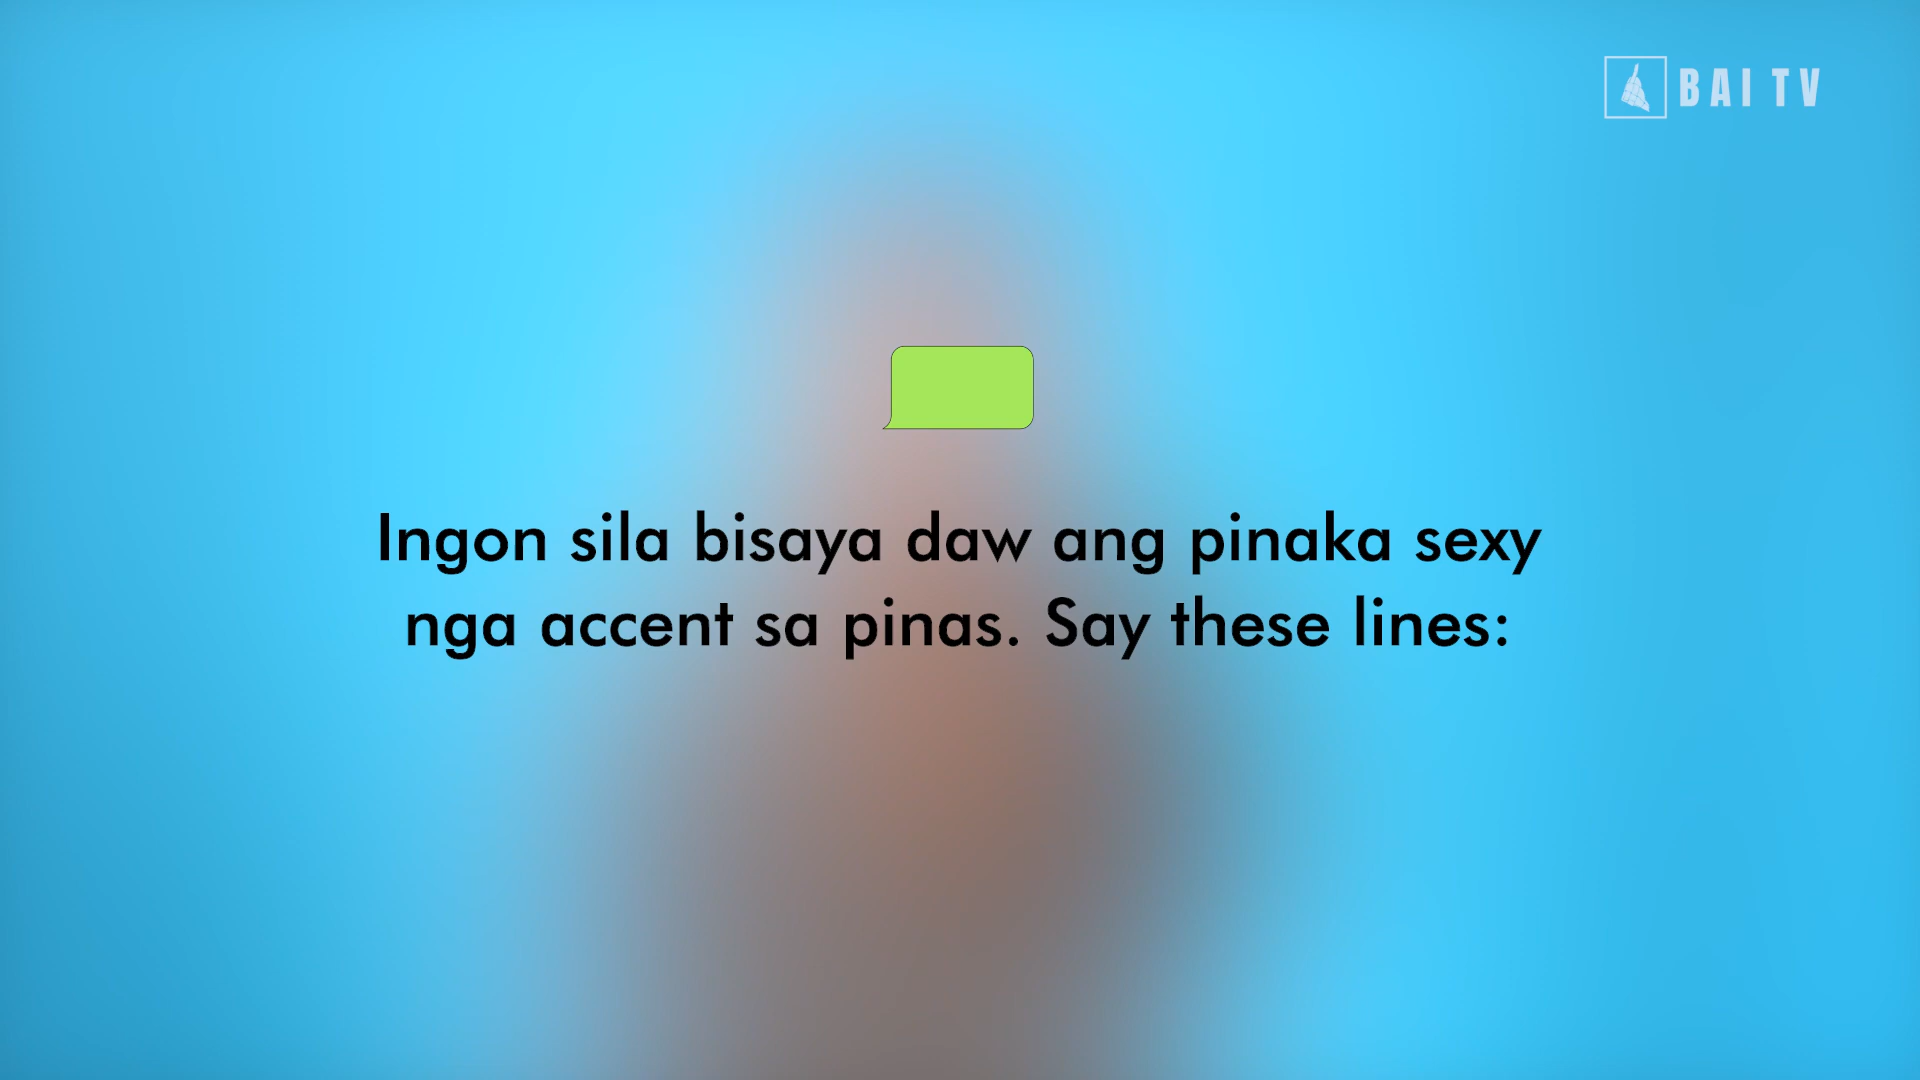 BAI TV
Ingon sila bisaya daw ang pinaka sexy
nga accent sa pinas. Say these lines: